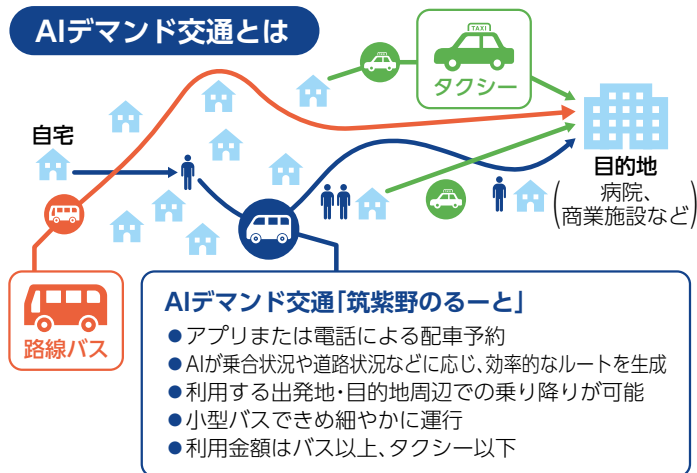 AIデマンド交通とは
TAXI
タクシー
自宅
目的地
(病院、
商業施設など)
路線バス
AIデマンド交通「筑紫野のるーと」
●アプリまたは電話による配車予約
●AIが乗合状況や道路状況などに応じ、効率的なルートを生成
●利用する出発地・目的地周辺での乗り降りが可能
●小型バスできめ細やかに運行
●利用金額はバス以上、タクシー以下